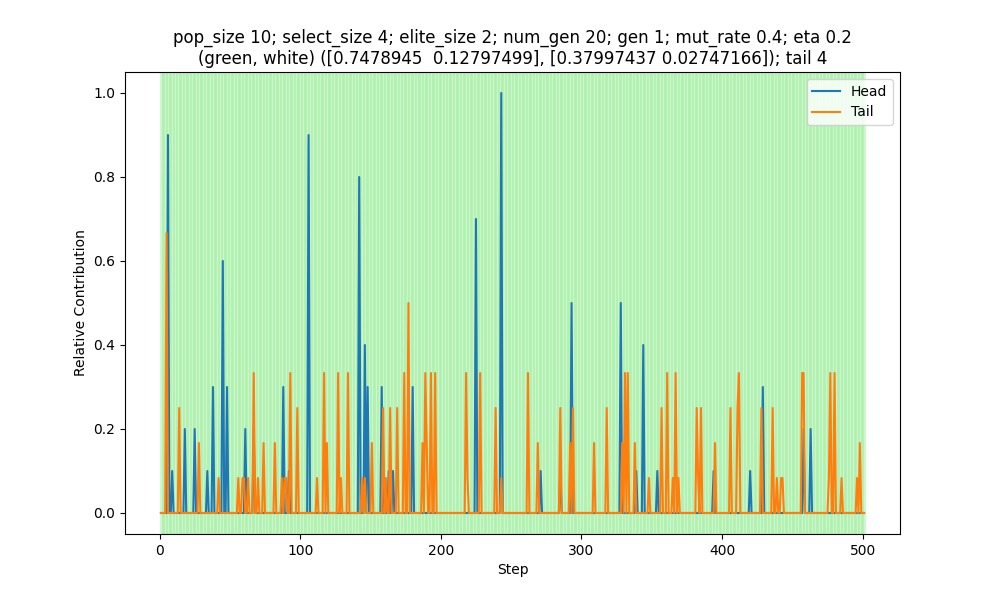 pop_size 10; select_size 4; elite_size 2; num_gen 20; gen 1; mut_rate 0.4; eta 0.2
(green, white) ([0.7478945  0.12797499], [0.37997437 0.02747166]); tail 4
Head
Tail
1.0
0.8
0.6
0.4
0.2
0.0
Relative Contribution
0
100
200
300
400
500
Step